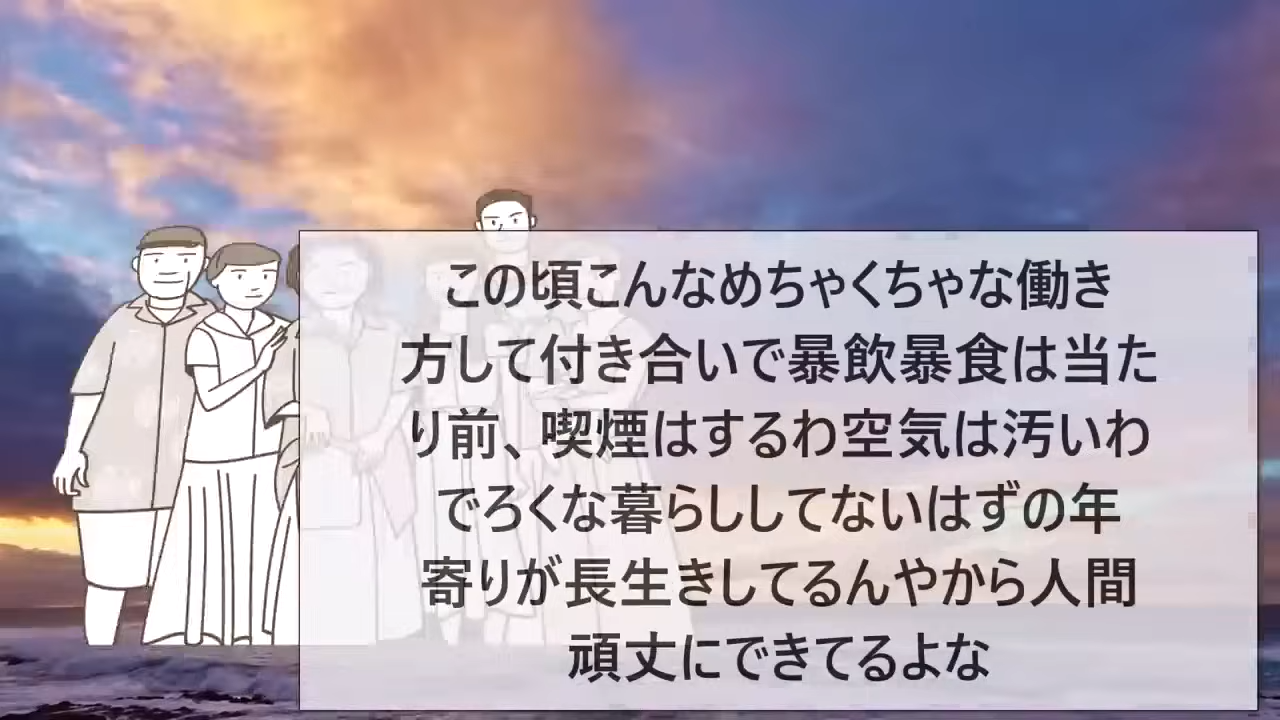 この頃こんなめちゃくちゃな働き
方して付き合いで暴飲暴食は当た
り前、喫煙はするわ空気は汚いわ
でろくな暮らししてないはずの年
寄りが長生きしてるんやから人間
頑丈にできてるよな